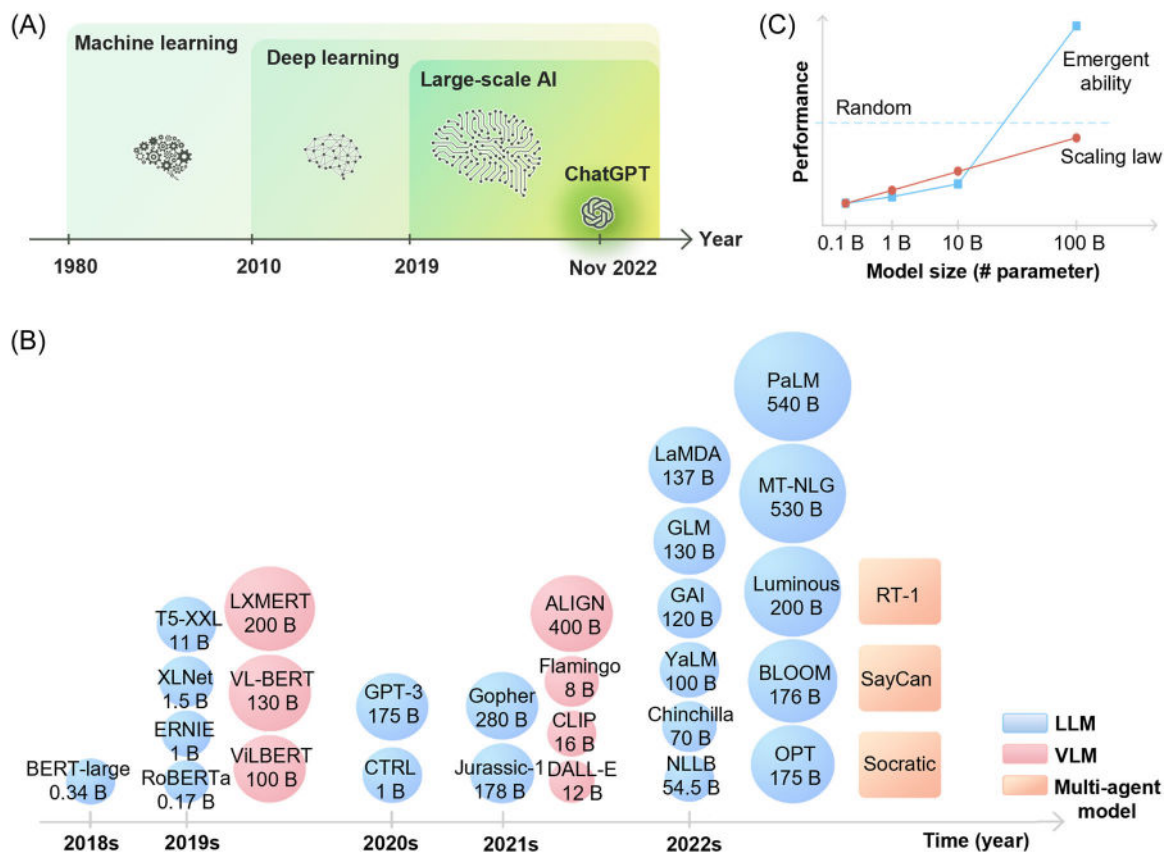 (A)
Machine learning
Deep learning
Large-scale AI
ChatGPT
Year
1980
2010
2019
Nov 2022
(C)
Performance
Random
Emergent
ability
Scaling law
0.1 B
1 B
10 B
100 B
Model size (# parameter)
(B)
BERT-large
0.34 B
T5-XXL
11 B
XLNet
1.5 B
ERNIE
1 B
RoBERTa
0.17 B
LXMERT
200 B
VL-BERT
130 B
ViLBERT
100 B
GPT-3
175 B
CTRL
1 B
Gopher
280 B
Jurassic-1
178 B
ALIGN
400 B
Flamingo
8 B
CLIP
16 B
DALL-E
12 B
LaMDA
137 B
GLM
130 B
GAI
120 B
YaLM
100 B
Chinchilla
70 B
NLLB
54.5 B
PaLM
540 B
MT-NLG
530 B
Luminous
200 B
BLOOM
176 B
OPT
175 B
RT-1
SayCan
Socratic
LLM
VLM
Multi-agent
model
2018s
2019s
2020s
2021s
2022s
Time (year)